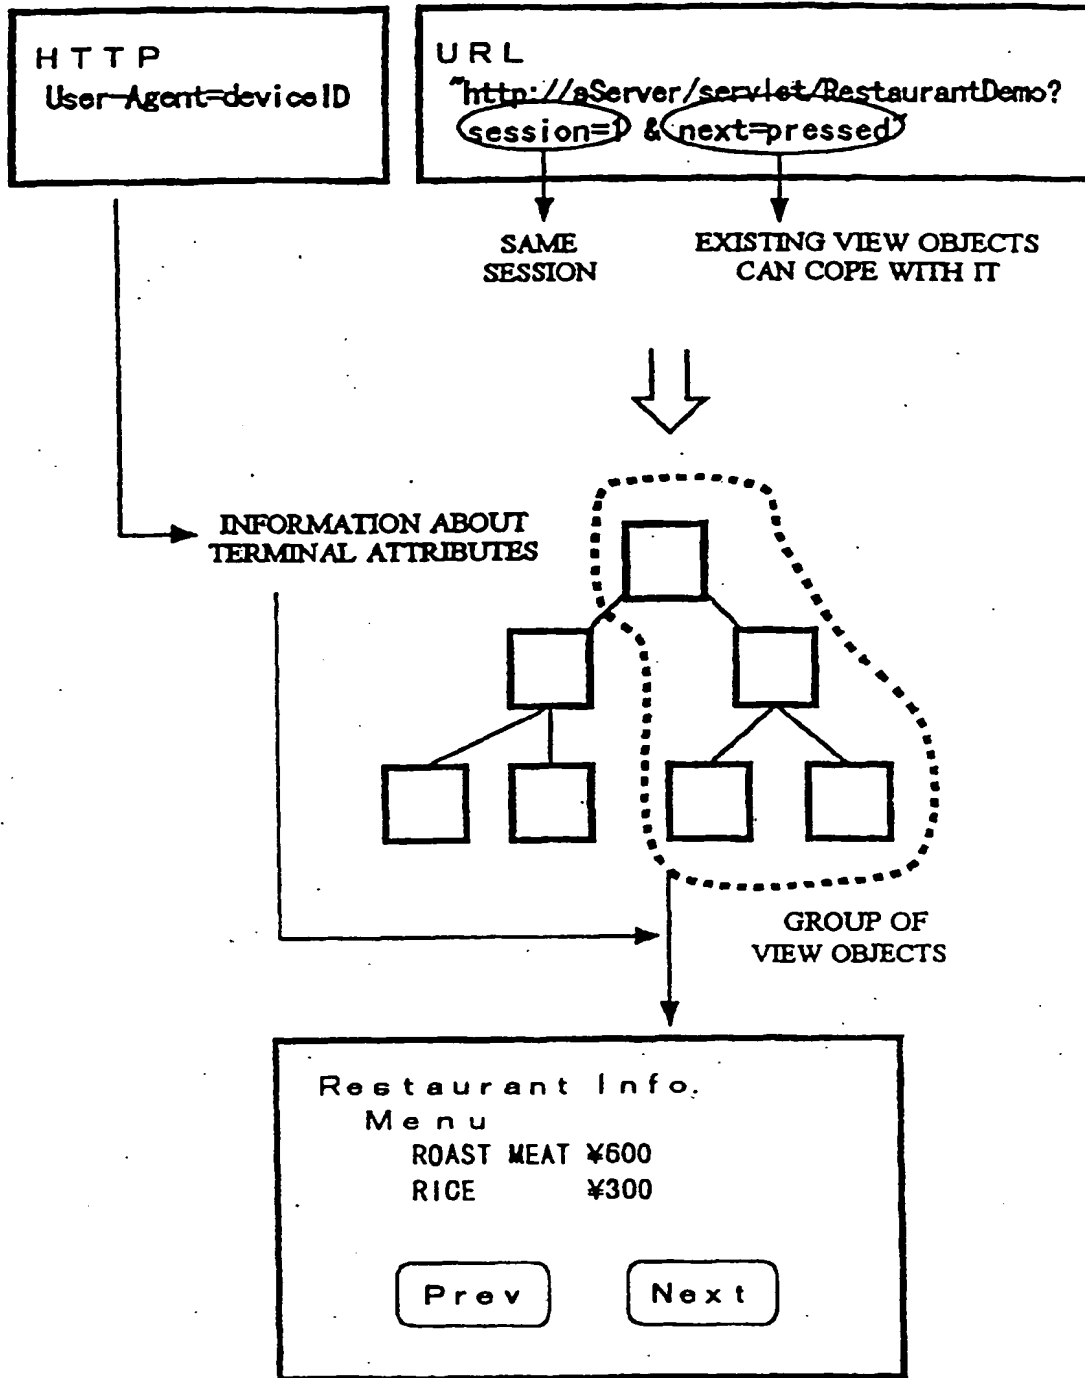 HTTP
User-Agent=deviceID
URL
"http://aServer/servlet/RestaurantDemo?
session=1 & next=pressed"
SAME
SESSION
EXISTING VIEW OBJECTS
CAN COPE WITH IT
INFORMATION ABOUT
TERMINAL ATTRIBUTES
GROUP OF
VIEW OBJECTS
Restaurant Info.
Menu
ROAST MEAT ¥600
RICE ¥300
Prev
Next